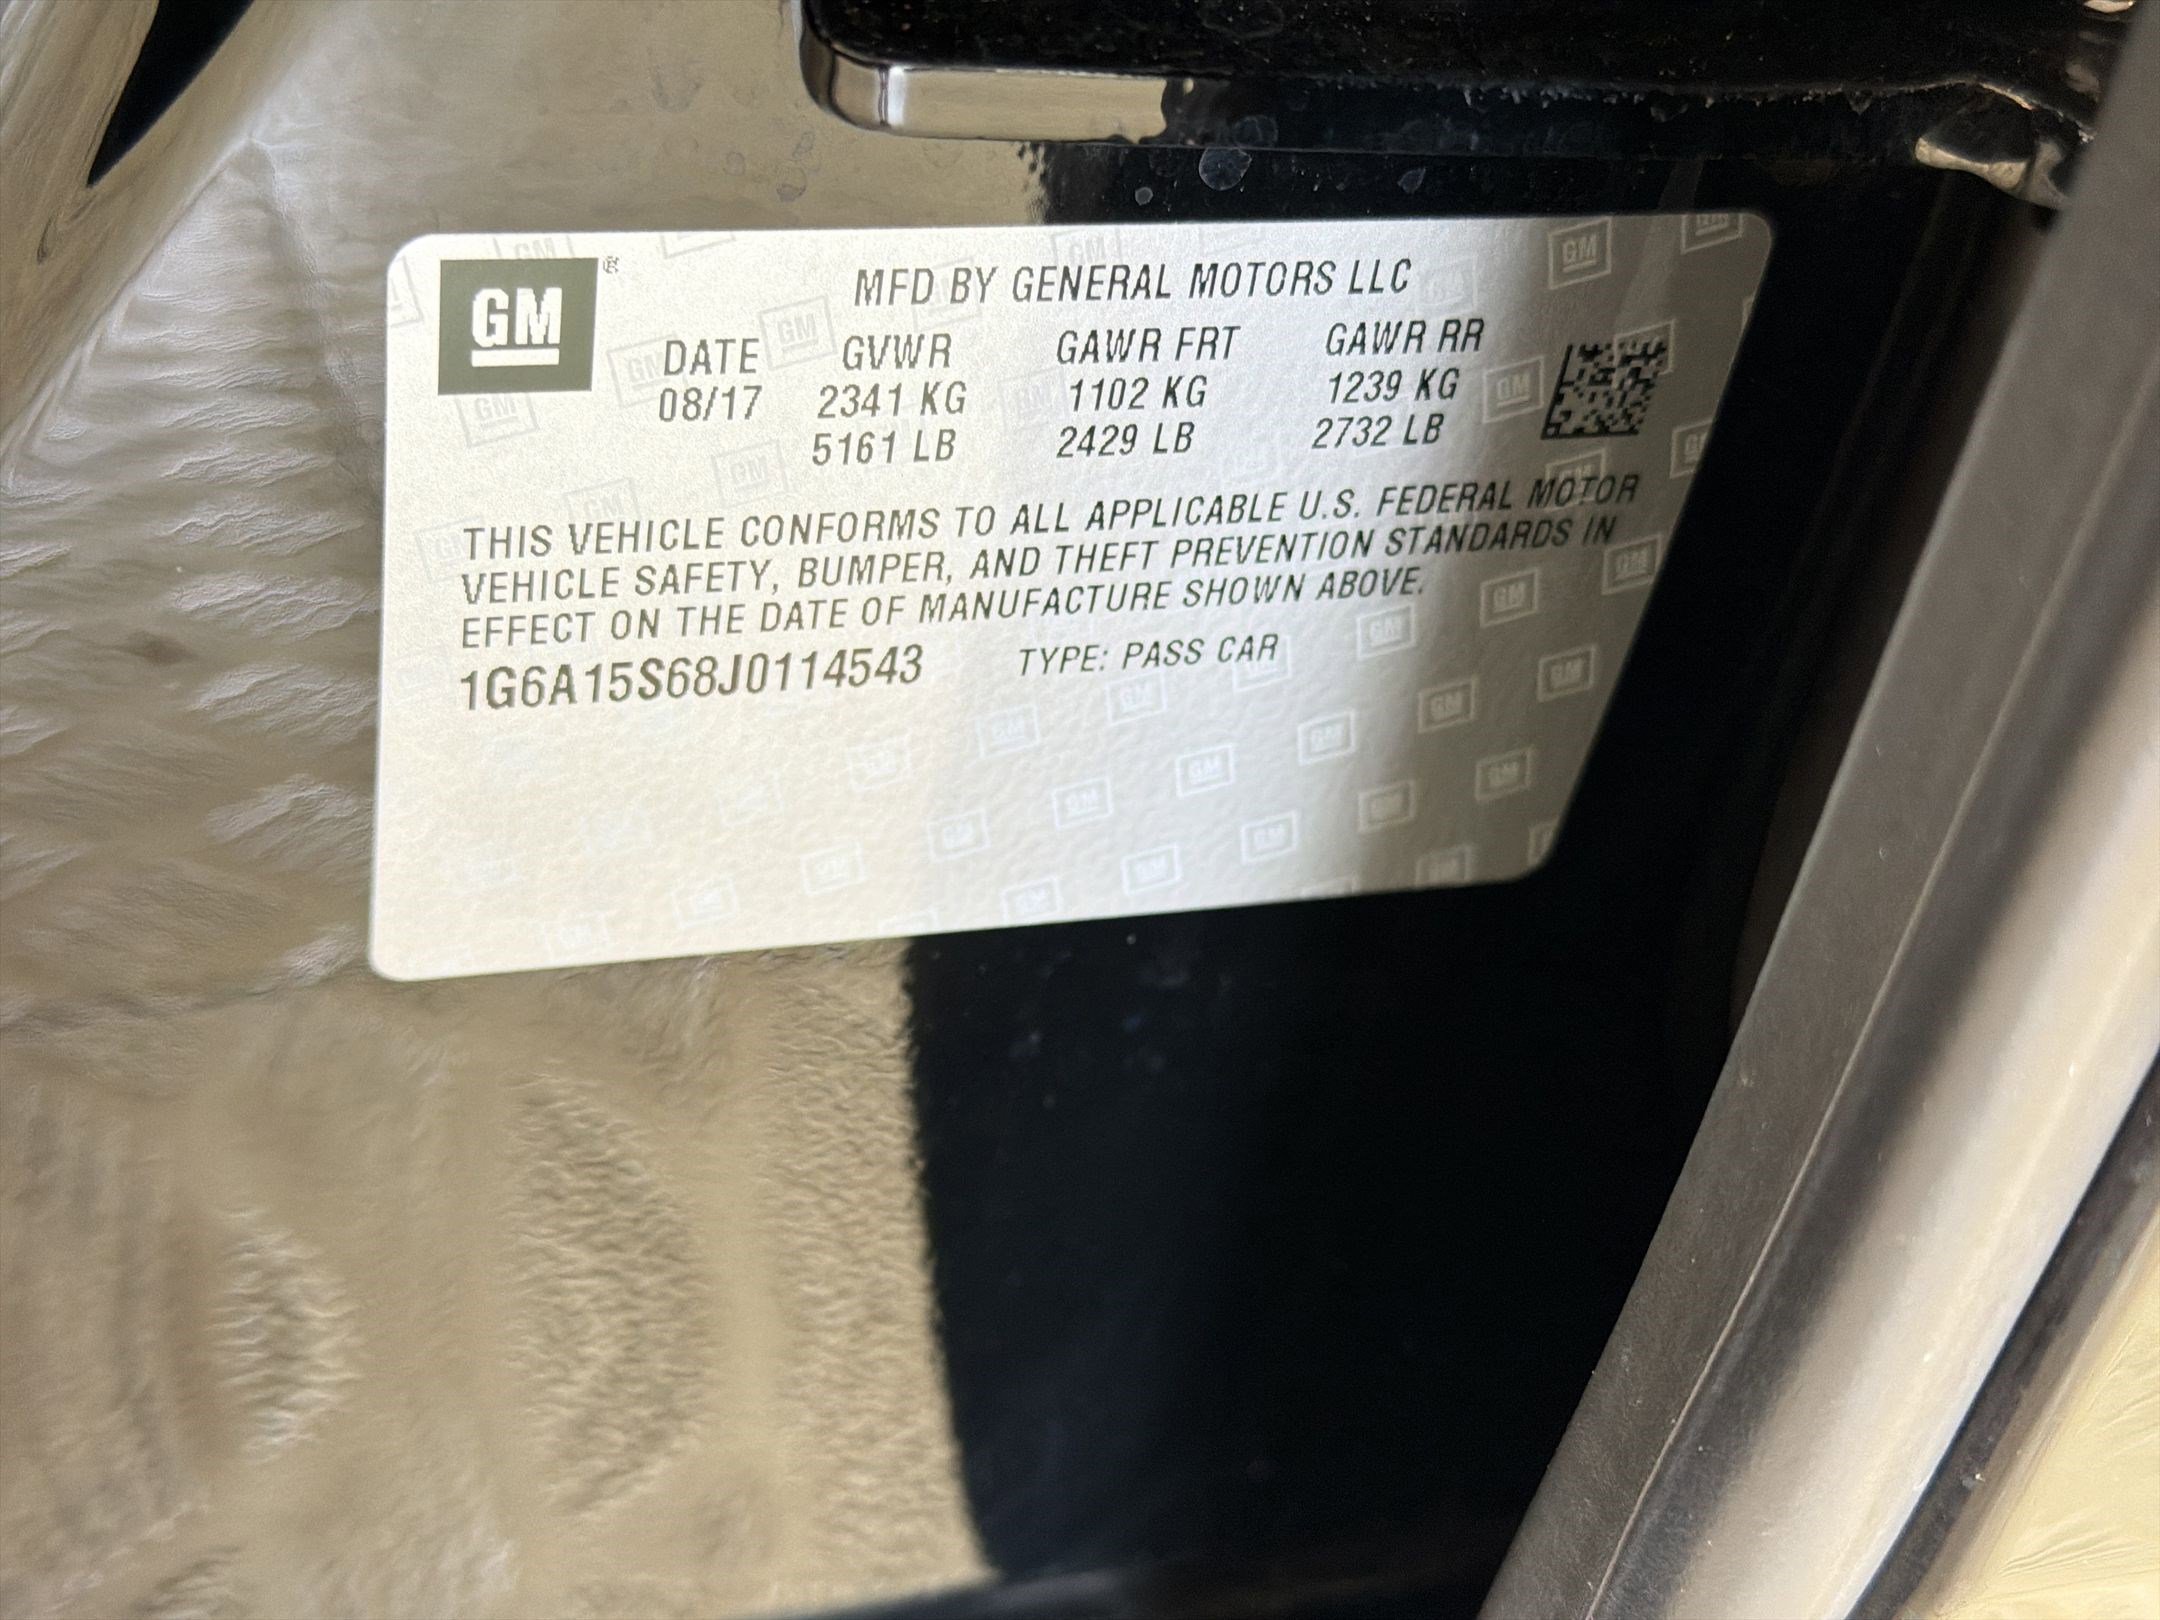 GM
MFD BY GENERAL MOTORS LLC
DATE GVWR GAWR FRT GAWR RR
08/17 2341 KG 1102 KG 1239 KG
5161 LB 2429 LB 2732 LB
THIS VEHICLE CONFORMS TO ALL APPLICABLE U.S. FEDERAL MOTOR
VEHICLE SAFETY, BUMPER, AND THEFT PREVENTION STANDARDS IN
EFFECT ON THE DATE OF MANUFACTURE SHOWN ABOVE.
1G6A15S68J0114543 TYPE: PASS CAR